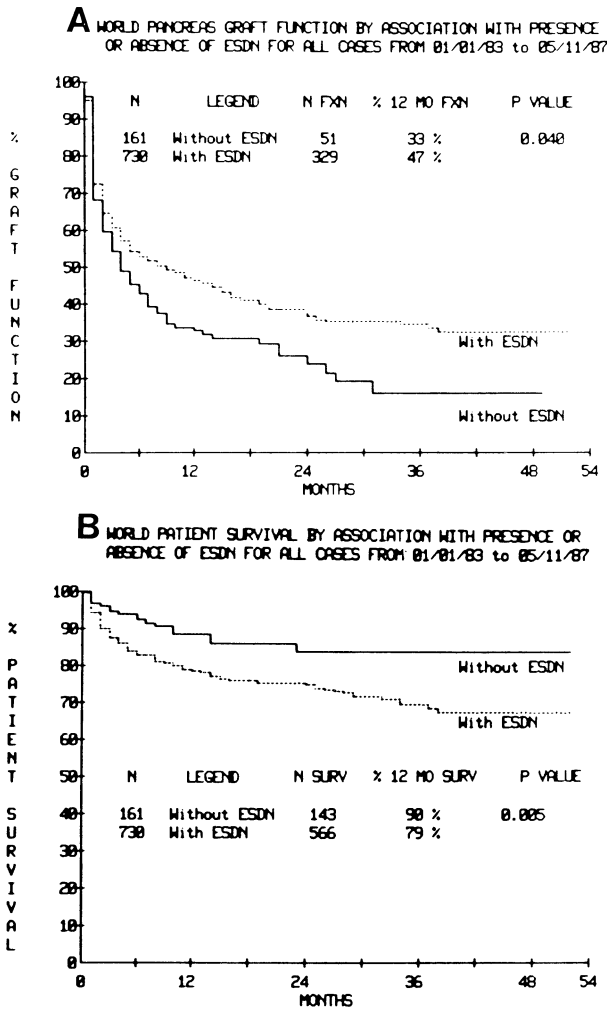 A WORLD PANCREAS GRAFT FUNCTION BY ASSOCIATION WITH PRESENCE
OR ABSENCE OF ESDN FOR ALL CASES FROM 01/01/83 to 05/11/87
% GRAFT FUNCTION
100
90
80
70
60
50
40
30
20
10
0
N LEGEND N FXN % 12 MO FXN P VALUE
161 Without ESDN 51 33 % 0.040
730 With ESDN 329 47 %
With ESDN
Without ESDN
0 12 24 36 48 54
MONTHS
B WORLD PATIENT SURVIVAL BY ASSOCIATION WITH PRESENCE OR
ABSENCE OF ESDN FOR ALL CASES FROM 01/01/83 to 05/11/87
% PATIENT SURVIVAL
100
90
80
70
60
50
40
30
20
10
0
Without ESDN
With ESDN
N LEGEND N SURV % 12 MO SURV P VALUE
161 Without ESDN 143 90 % 0.005
730 With ESDN 566 79 %
0 12 24 36 48 54
MONTHS